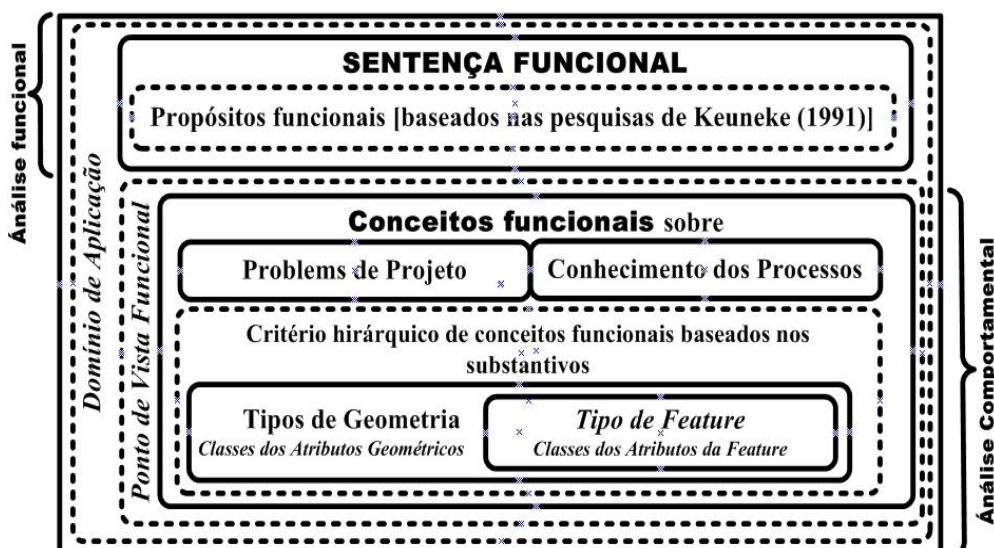 Ánálise funcional
Domínio de Aplicação
SENTENÇA FUNCIONAL
Propósitos funcionais [baseados nas pesquisas de Keuneke (1991)]
Ponto de Vista Funcional
Conceitos funcionais sobre
Problems de Projeto
Conhecimento dos Processos
Critério hirárquico de conceitos funcionais baseados nos
substantivos
Tipos de Geometria
Classes dos Atributos Geométricos
Tipo de Feature
Classes dos Atributos da Feature
Ánálise Comportamental